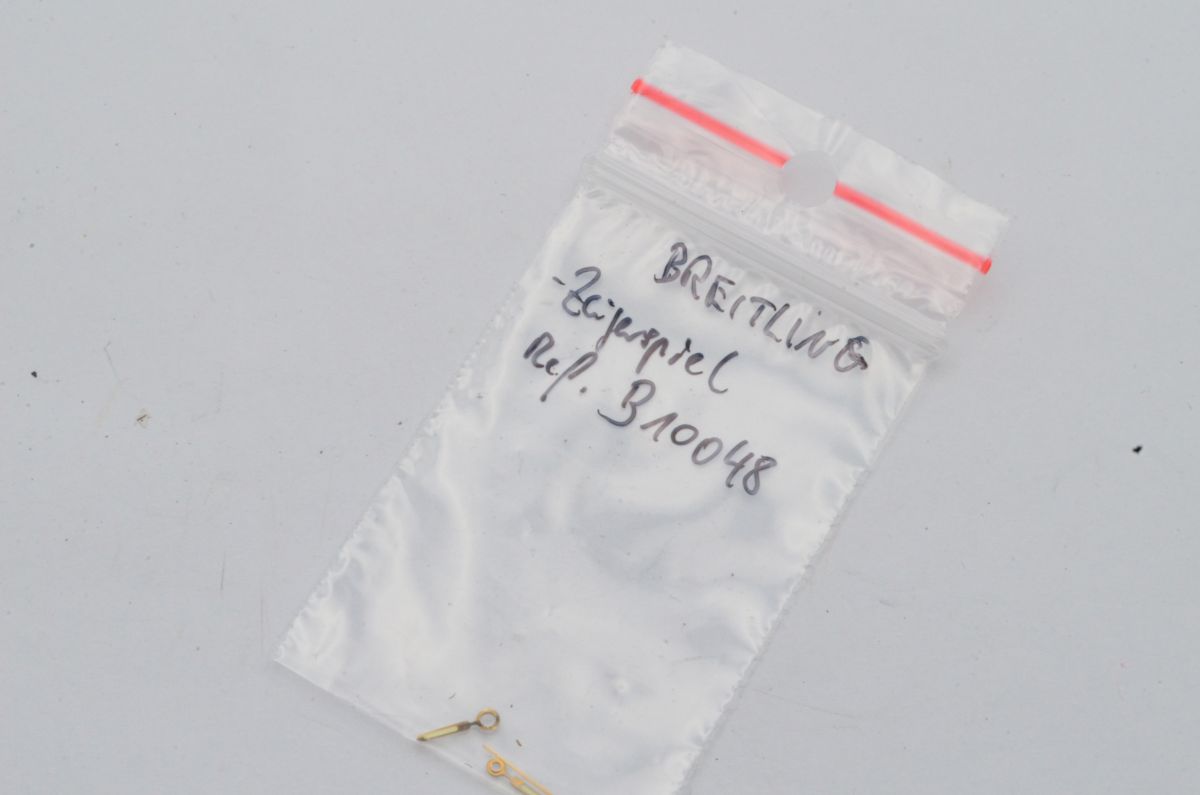 BREITLING
-Zeigerspiel
Ref. B10048